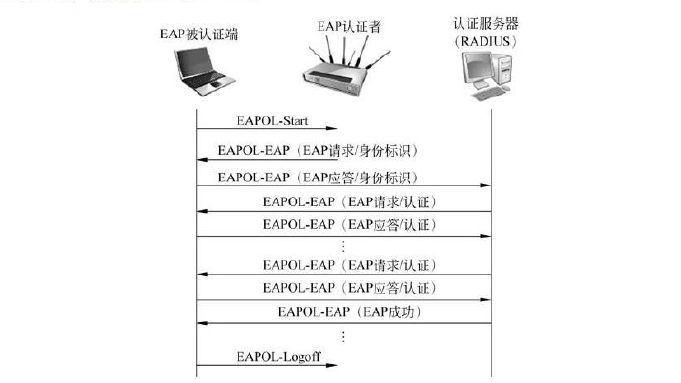 EAP被认证端
EAP认证者
认证服务器
(RADIUS)
EAPOL-Start
EAPOL-EAP（EAP请求/身份标识）
EAPOL-EAP（EAP应答/身份标识）
EAPOL-EAP（EAP请求/认证）
EAPOL-EAP（EAP应答/认证）
⋮
EAPOL-EAP（EAP请求/认证）
EAPOL-EAP（EAP应答/认证）
EAPOL-EAP（EAP成功）
⋮
EAPOL-Logoff